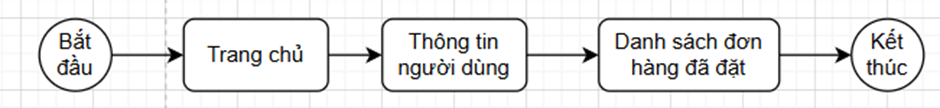 Bắt
đầu
Trang chủ
Thông tin
người dùng
Danh sách đơn
hàng đã đặt
Kết
thúc